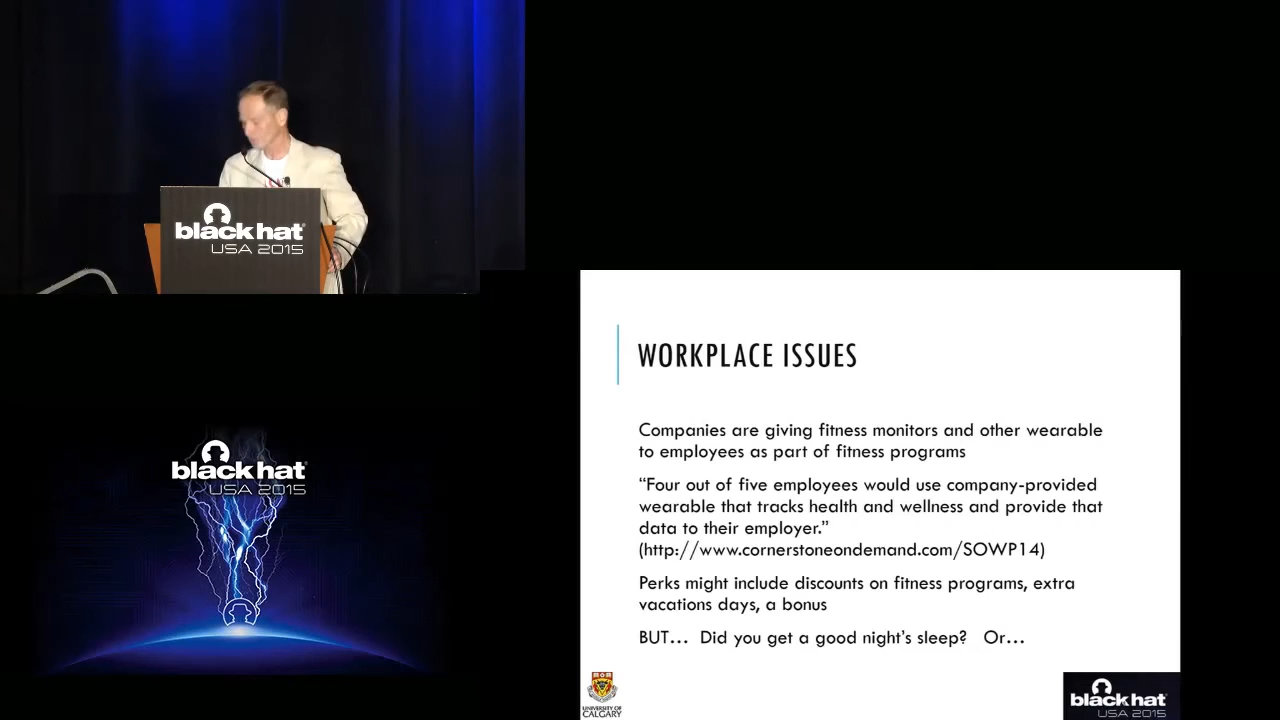 black hat
USA 2015
WORKPLACE ISSUES
Companies are giving fitness monitors and other wearable
to employees as part of fitness programs
“Four out of five employees would use company-provided
wearable that tracks health and wellness and provide that
data to their employer.”
(http://www.cornerstoneondemand.com/SOWP14)
Perks might include discounts on fitness programs, extra
vacations days, a bonus
BUT... Did you get a good night's sleep? Or...
black hat
USA 2015
UNIVERSITY OF
CALGARY
black hat
USA 2015